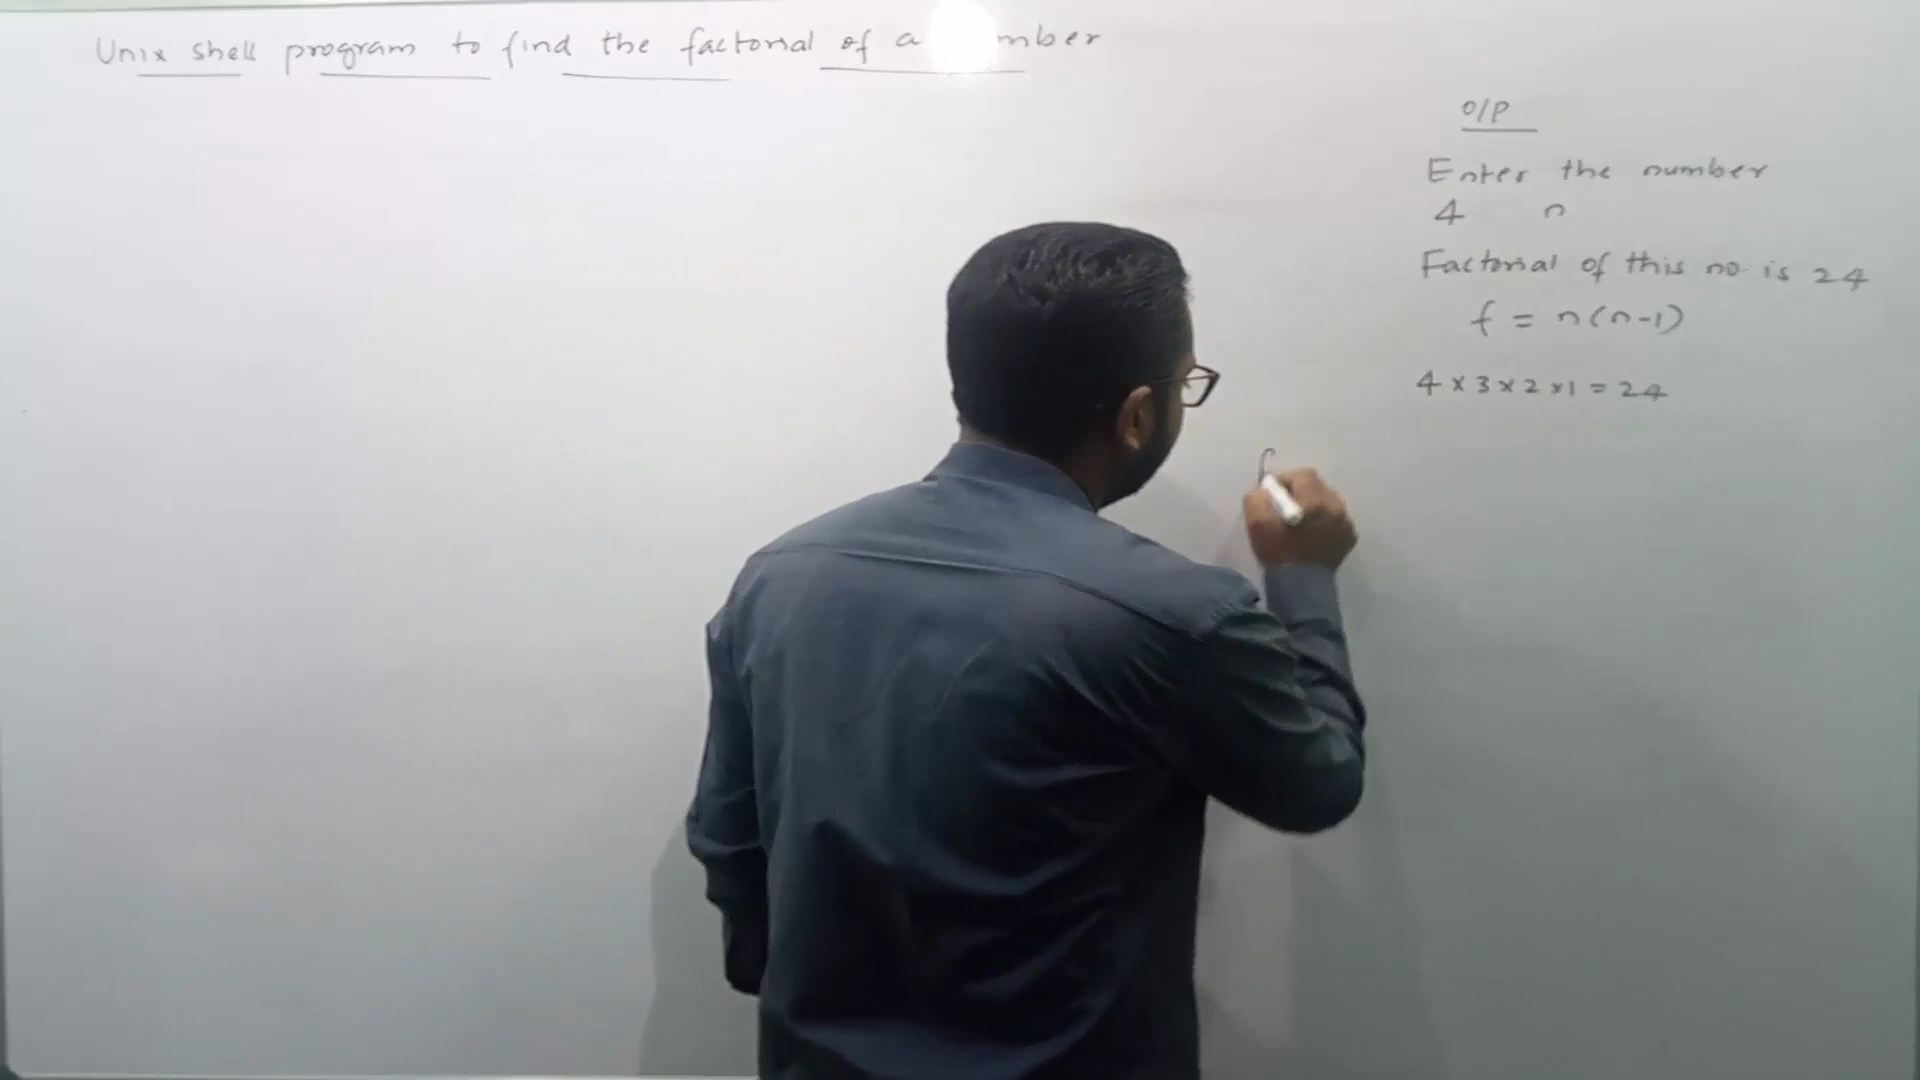 Unix shell program to find the factorial of a mber
O/P
Enter the number
4 n
Factorial of this no. is 24
f = n(n-1)
4 x 3 x 2 x 1 = 24
f